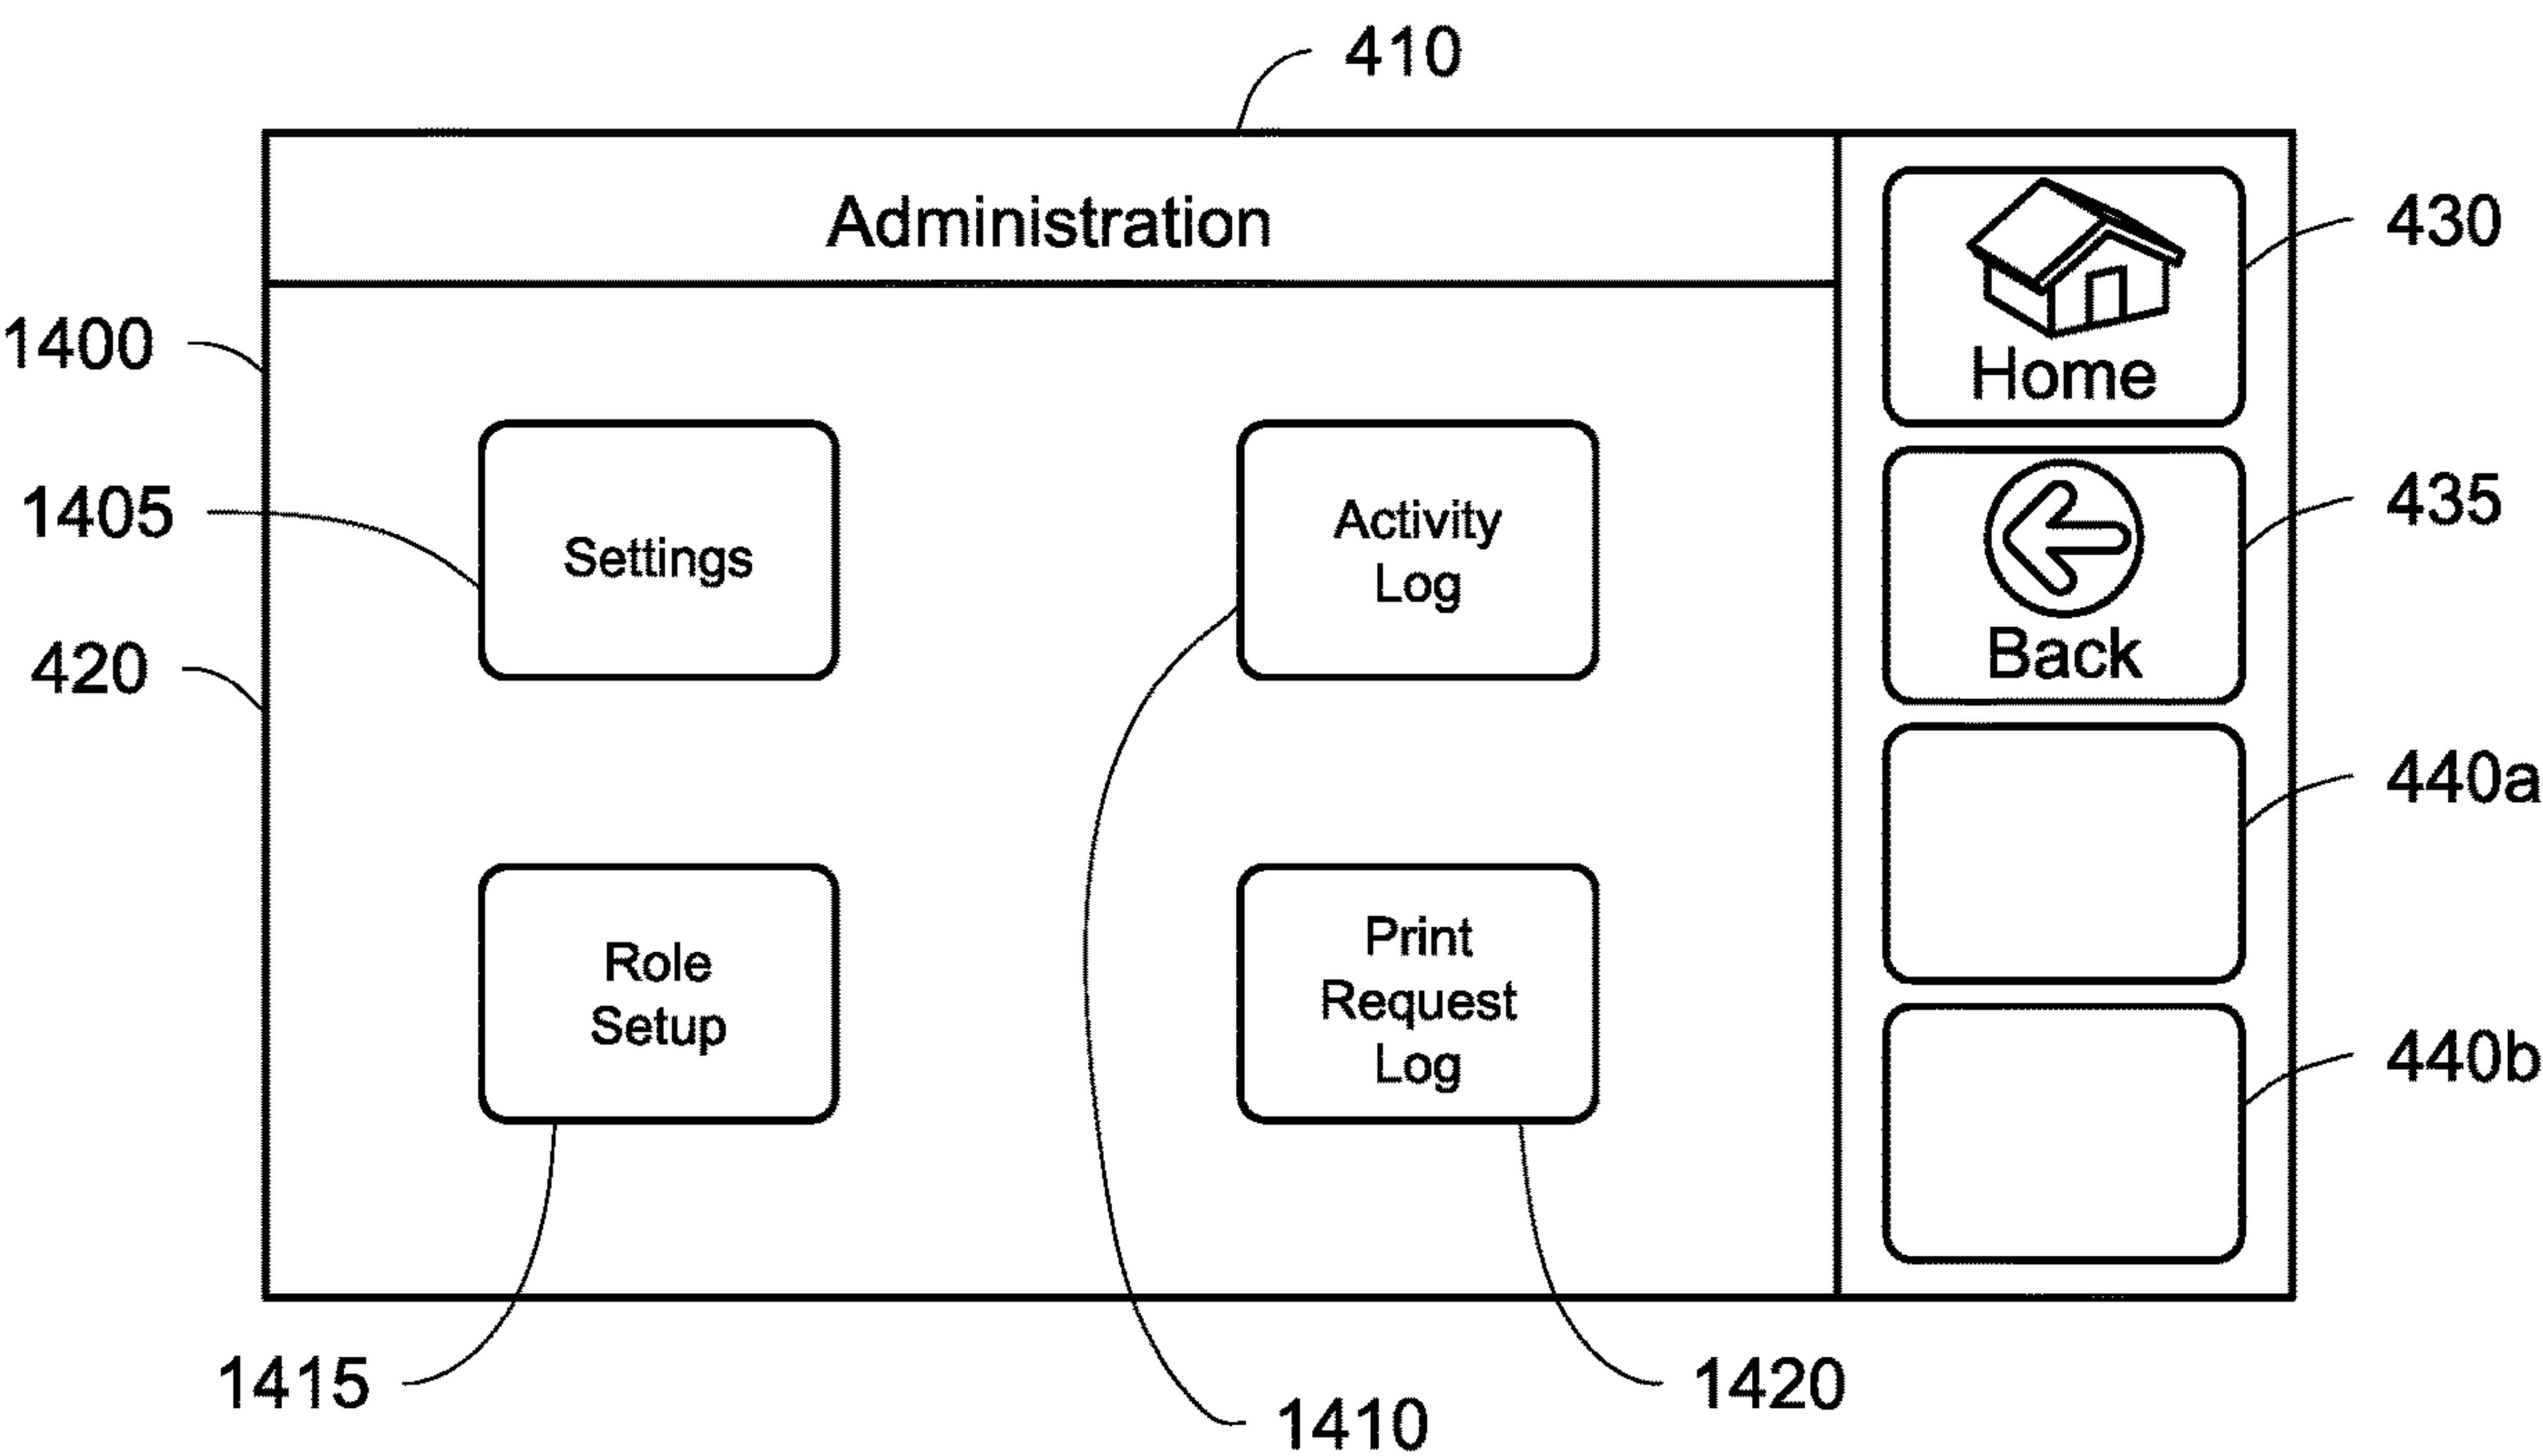 410
Administration
430
Home
1400
1405
Settings
Activity
Log
435
Back
420
440a
Role
Setup
Print
Request
Log
440b
1415
1410
1420